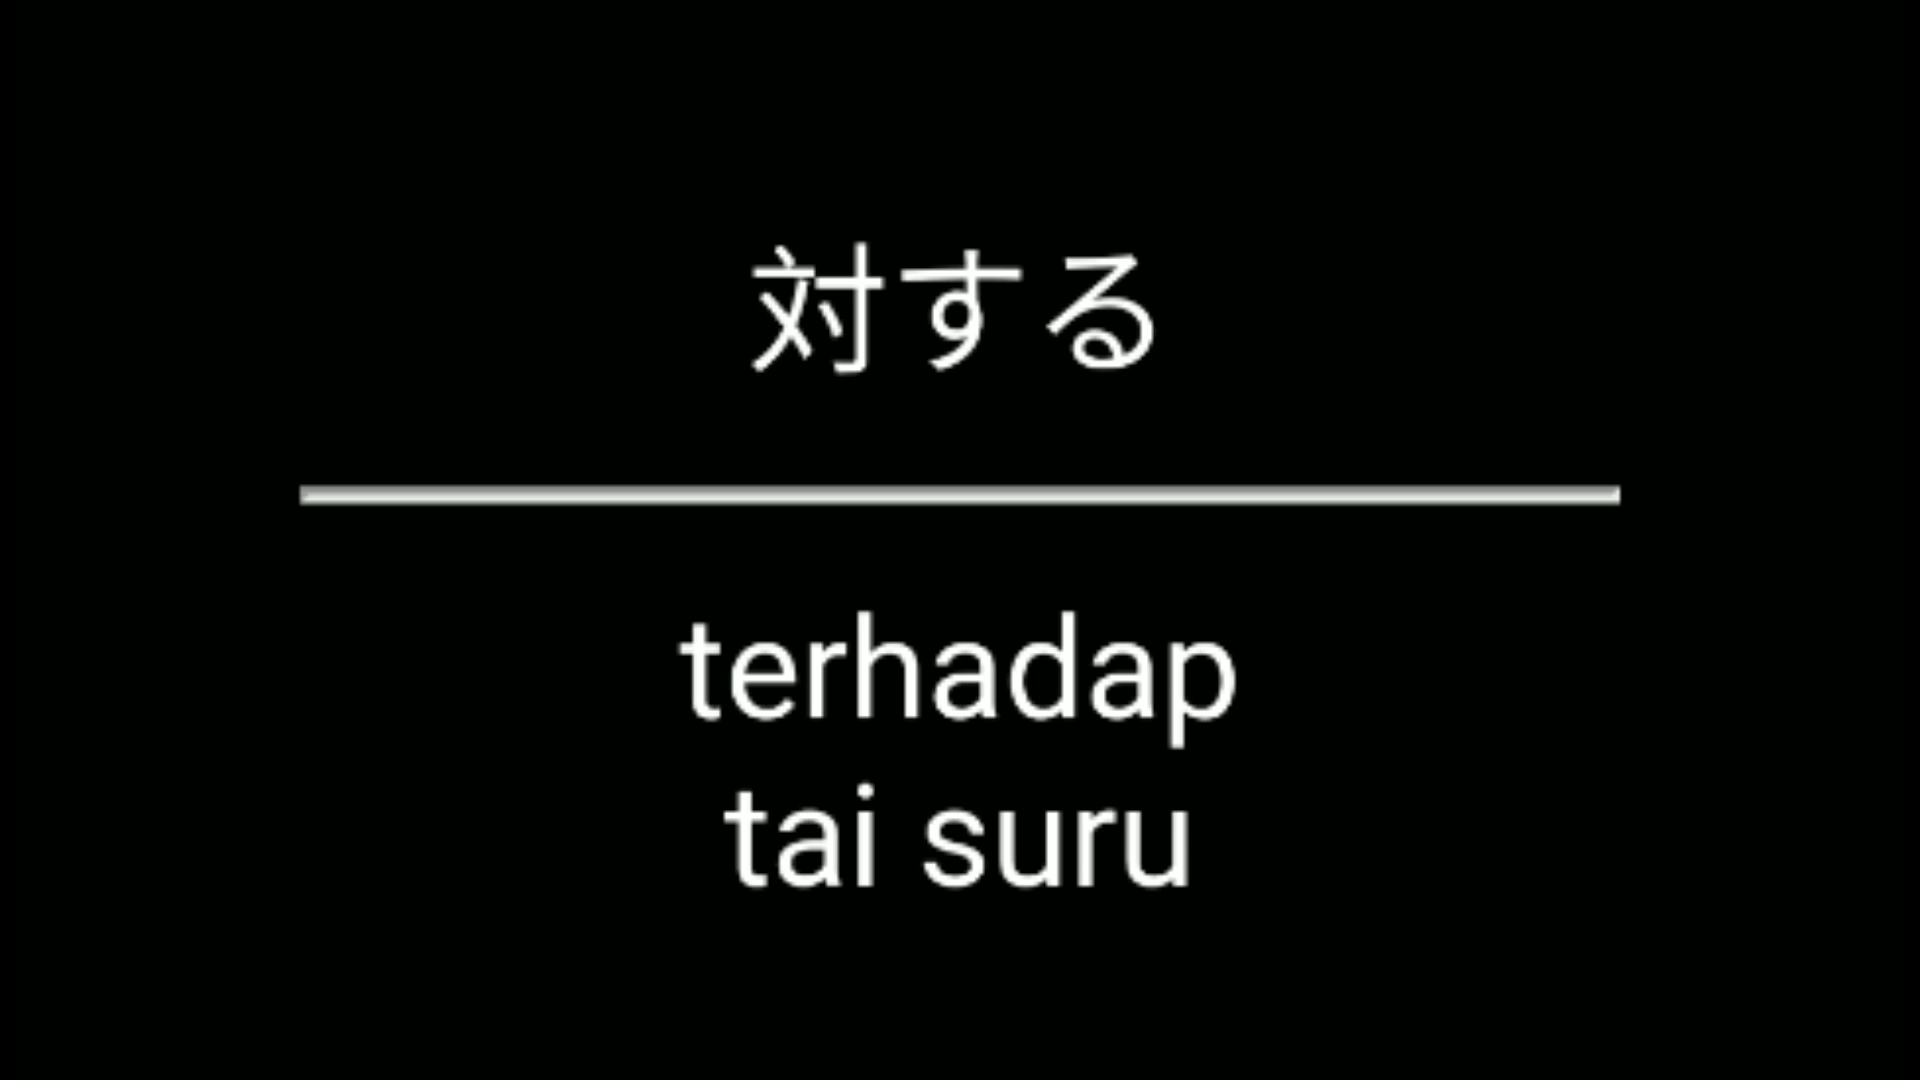 対する
terhadap
tai suru